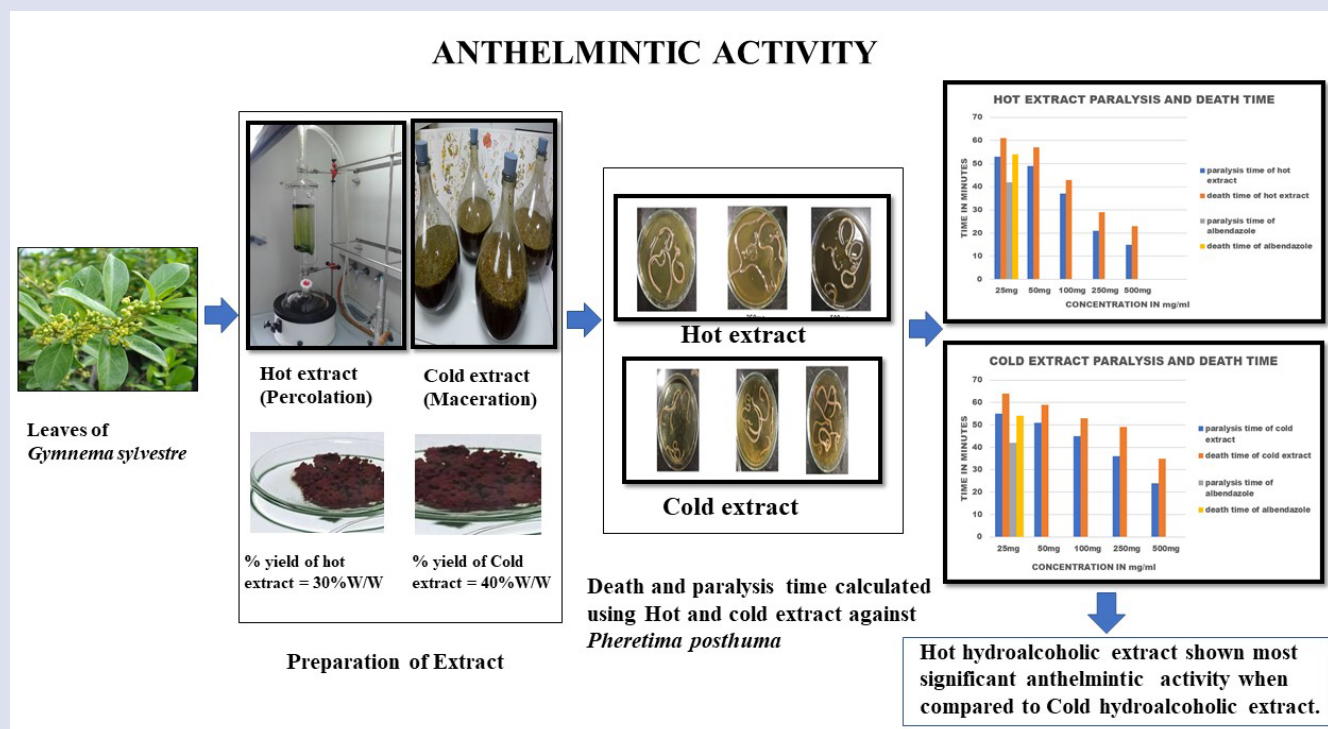 ANTHELMINTIC ACTIVITY
Leaves of
Gymnema sylvestre
Hot extract
(Percolation)
Cold extract
(Maceration)
% yield of hot
extract = 30%W/W
% yield of Cold
extract = 40%W/W
Preparation of Extract
Hot extract
Cold extract
Death and paralysis time calculated
using Hot and cold extract against
Pheretima posthuma
HOT EXTRACT PARALYSIS AND DEATH TIME
TIME IN MINUTES
70
60
50
40
30
20
10
0
25mg 50mg 100mg 250mg 500mg
CONCENTRATION IN mg/ml
paralysis time of hot
extract
death time of hot extract
paralysis time of
albendazole
death time of albendazole
COLD EXTRACT PARALYSIS AND DEATH TIME
TIME IN MINUTES
70
60
50
40
30
20
10
0
25mg 50mg 100mg 250mg 500mg
CONCENTRATION IN mg/ml
paralysis time of cold
extract
death time of cold extract
paralysis time of
albendazole
death time of albendazole
Hot hydroalcoholic extract shown most
significant anthelmintic activity when
compared to Cold hydroalcoholic extract.